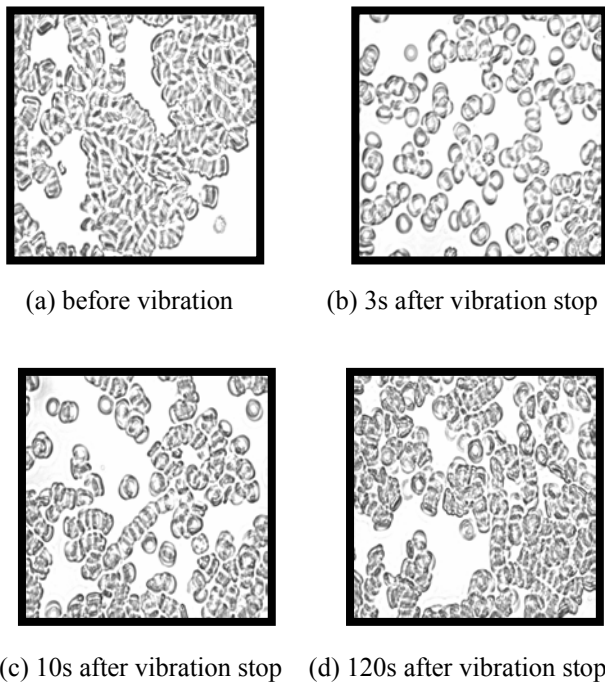 (a) before vibration
(b) 3s after vibration stop
(c) 10s after vibration stop
(d) 120s after vibration stop